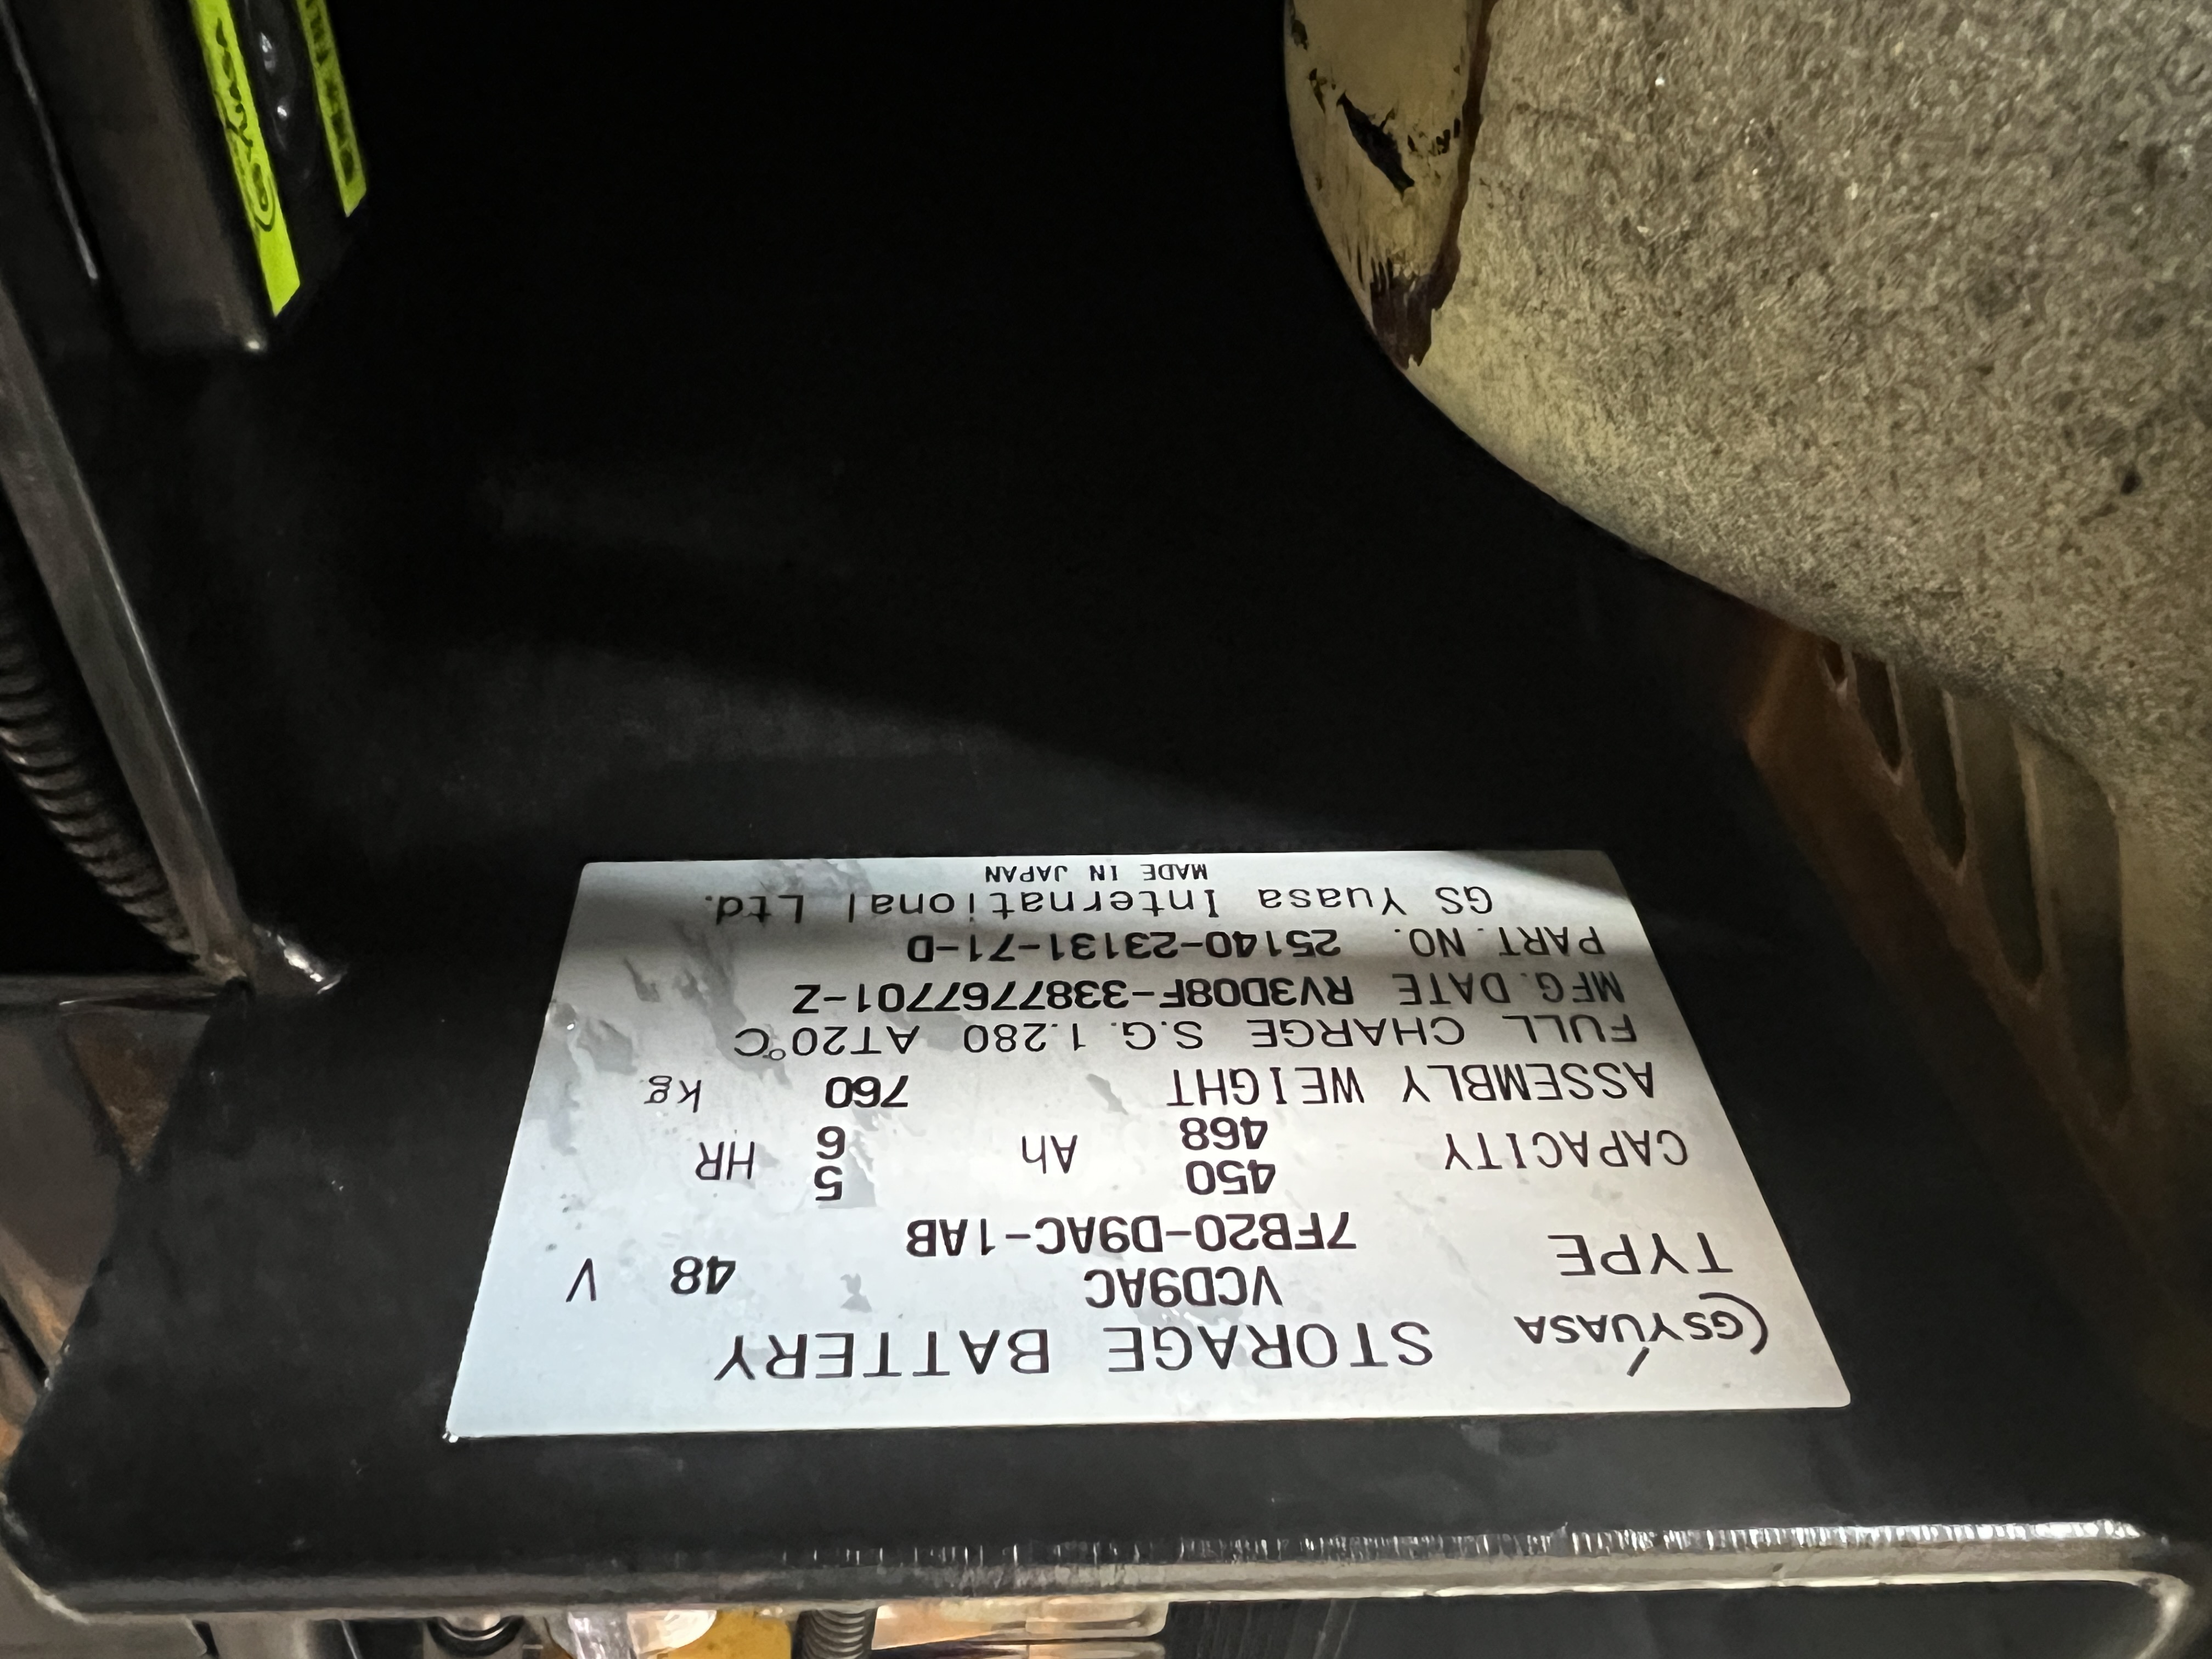 GS YUASA STORAGE BATTERY
TYPE VCD9AC 48 V
7FB20-D9AC-1AB
CAPACITY 450 Ah 5 HR
468 6
ASSEMBLY WEIGHT 760 kg
FULL CHARGE S.G. 1.280 AT20°C
MFG. DATE RV3D08F-3387767701-Z
PART. NO. 25140-23131-71-D
GS Yuasa International Ltd.
MADE IN JAPAN